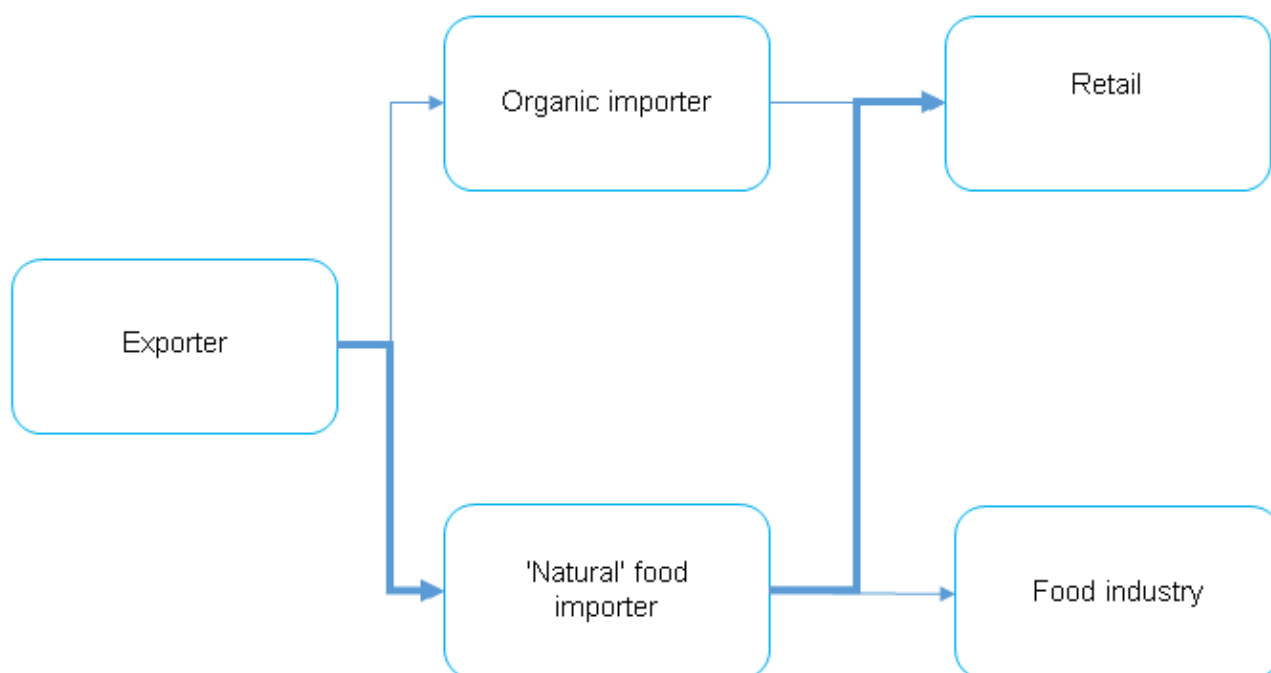 Organic importer
Retail
Exporter
'Natural' food
importer
Food industry